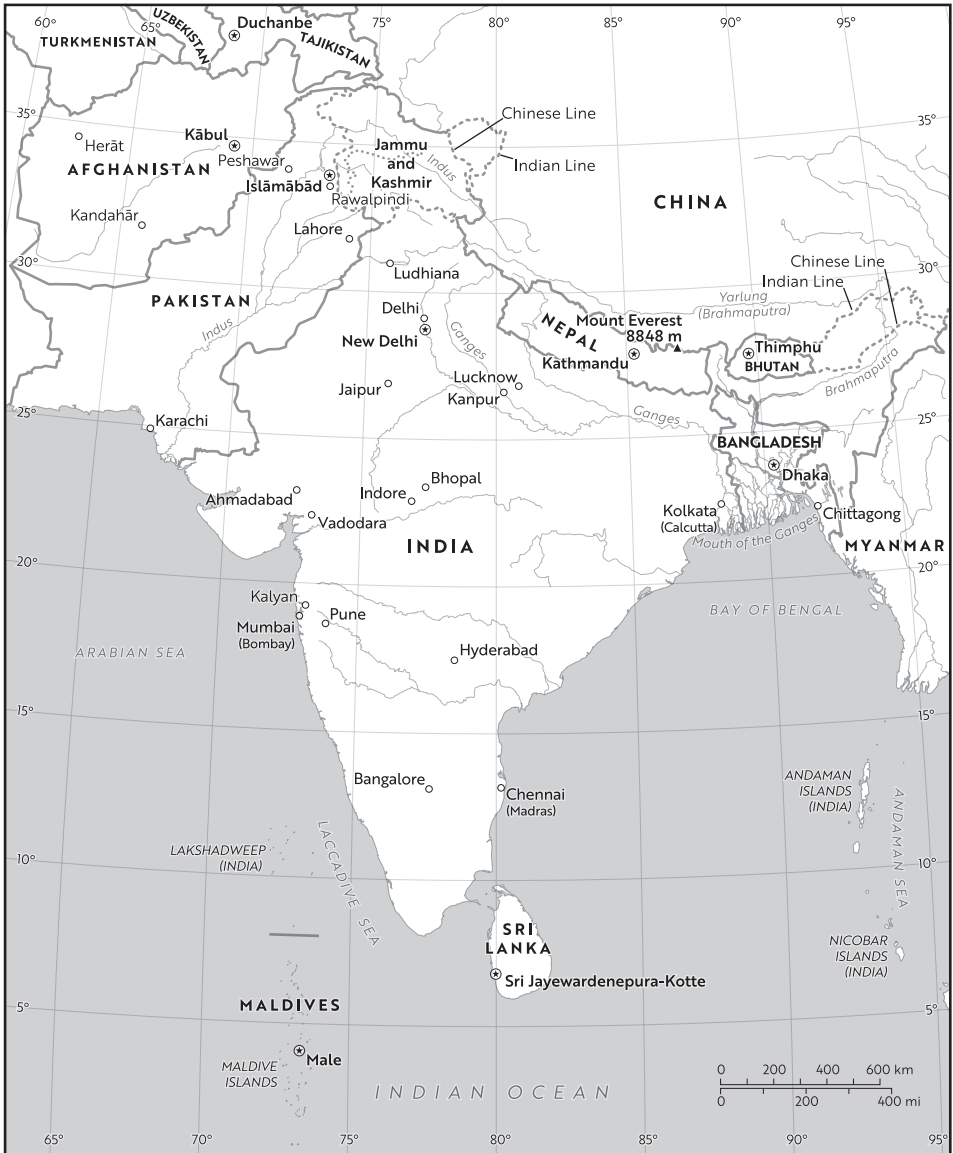 60°
65°
75°
80°
85°
90°
95°
UZBEKISTAN
Duchanbe
TURKMENISTAN
TAJIKISTAN
35°
35°
Chinese Line
Herāt
Kābul
Jammu
and
Kashmir
Indus
Indian Line
AFGHANISTAN
Peshawar
Islāmābād
Rawalpindi
CHINA
Kandahār
Lahore
30°
30°
Ludhiana
Chinese Line
Indian Line
PAKISTAN
Indus
Delhi
New Delhi
Ganges
NEPAL
Mount Everest
8848 m
Yarlung
(Brahmaputra)
Kathmandu
Thimphu
BHUTAN
Brahmaputra
Jaipur
Lucknow
Kanpur
Ganges
25°
25°
Karachi
BANGLADESH
Dhaka
Ahmadabad
Indore
Bhopal
Vadodara
Kolkata
(Calcutta)
Chittagong
Mouth of the Ganges
INDIA
MYANMAR
20°
20°
Kalyan
Mumbai
(Bombay)
Pune
BAY OF BENGAL
ARABIAN SEA
Hyderabad
15°
15°
Bangalore
Chennai
(Madras)
ANDAMAN
ISLANDS
(INDIA)
ANDAMAN SEA
LAKSHADWEEP
(INDIA)
LACCADIVE SEA
10°
10°
SRI
LANKA
Sri Jayewardenepura-Kotte
NICOBAR
ISLANDS
(INDIA)
MALDIVES
5°
5°
Male
MALDIVE
ISLANDS
INDIAN OCEAN
0 200 400 600 km
0 200 400 mi
65°
70°
75°
80°
85°
90°
95°